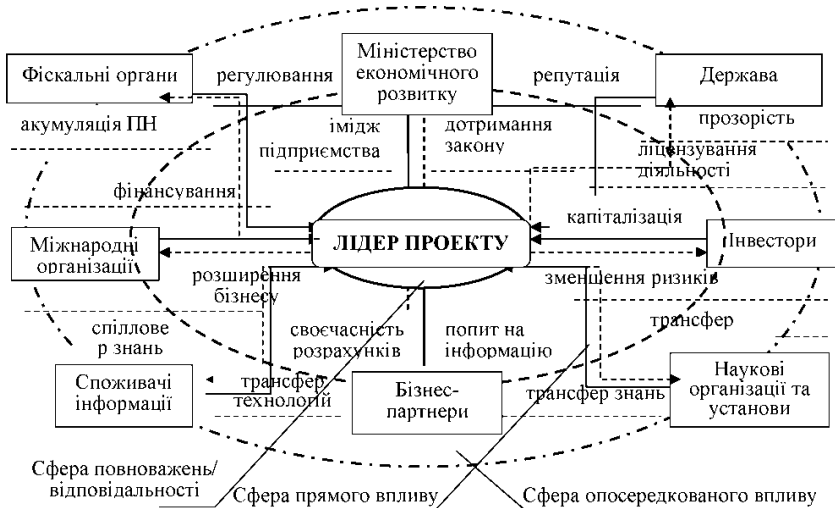 Міністерство
економічного
розвитку
Фіскальні органи
регулювання
репутація
Держава
акумуляція ПН
імідж
підприємства
дотримання
закону
прозорість
ліцензування
діяльності
фінансування
капіталізація
Міжнародні
організації
ЛІДЕР ПРОЕКТУ
Інвестори
розширення
бізнесу
зменшення ризиків
спіллове
р знань
своєчасність
розрахунків
попит на
інформацію
трансфер
Споживачі
інформації
трансфер
технологій
Бізнес-
партнери
трансфер знань
Наукові
організації та
установи
Сфера повноважень/
відповідальності
Сфера прямого впливу
Сфера опосередкованого впливу